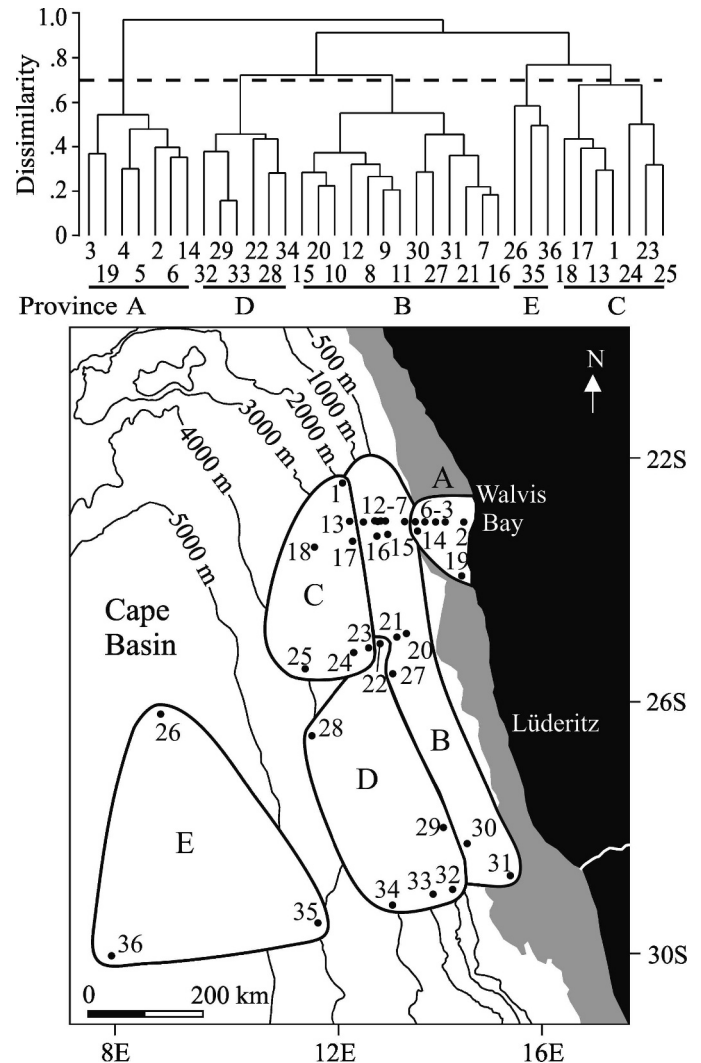 Dissimilarity
1.0
.8
.6
.4
.2
0
3 4 2 14 29 22 34 20 12 9 30 31 7 26 36 17 1 23
19 5 6 32 33 28 15 10 8 11 27 21 16 35 18 13 24 25
Province A D B E C
500 m
1000 m
2000 m
3000 m
4000 m
5000 m
N
22S
A
Walvis
Bay
1
12-7
6-3
13
2
14
15
16
17
18
19
C
Cape
Basin
21
20
23
22
24
25
27
26S
26
28
Lüderitz
B
D
29
30
E
31
32
33
34
35
36
30S
0 200 km
8E 12E 16E